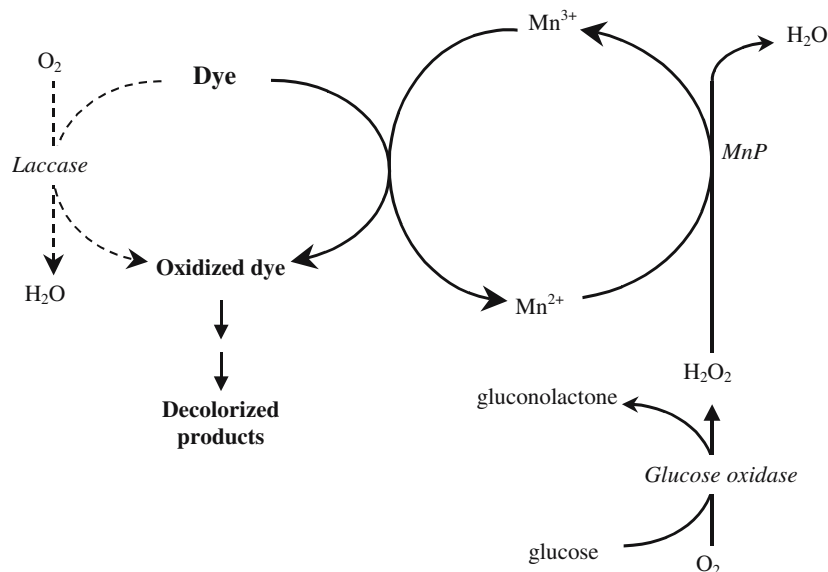 Mn³⁺
H₂O
O₂
Dye
Laccase
MnP
Oxidized dye
H₂O
Mn²⁺
H₂O₂
gluconolactone
Decolorized
products
Glucose oxidase
glucose
O₂